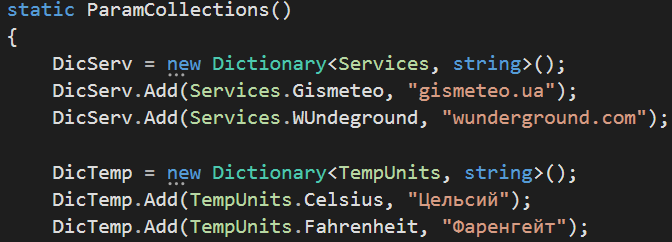 static ParamCollections()
{
DicServ = new Dictionary<Services, string>();
DicServ.Add(Services.Gismeteo, "gismeteo.ua");
DicServ.Add(Services.WUndeground, "wunderground.com");
DicTemp = new Dictionary<TempUnits, string>();
DicTemp.Add(TempUnits.Celsius, "Цельсий");
DicTemp.Add(TempUnits.Fahrenheit, "Фаренгейт");